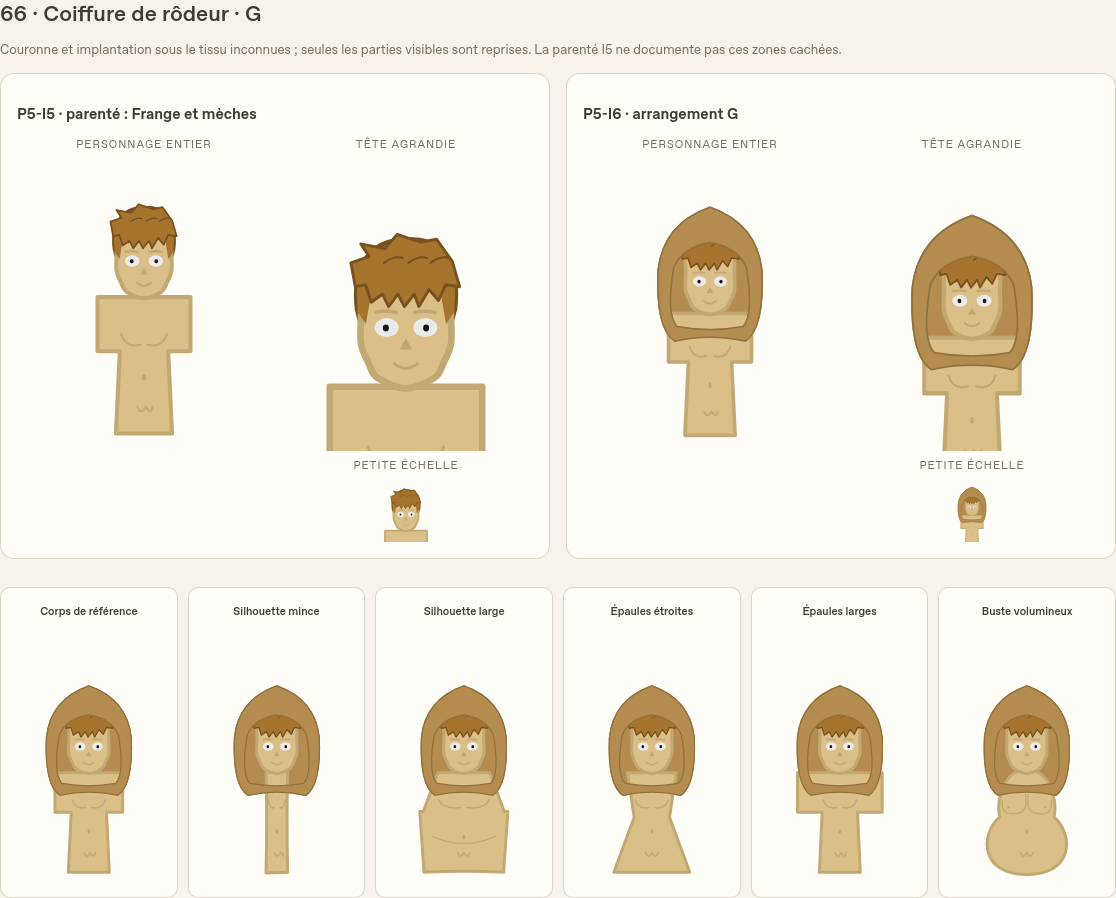 66 · Coiffure de rôdeur · G
Couronne et implantation sous le tissu inconnues ; seules les parties visibles sont reprises. La parenté I5 ne documente pas ces zones cachées.
P5-I5 · parenté : Frange et mèches
PERSONNAGE ENTIER
TÊTE AGRANDIE
PETITE ÉCHELLE
P5-I6 · arrangement G
PERSONNAGE ENTIER
TÊTE AGRANDIE
PETITE ÉCHELLE
Corps de référence
Silhouette mince
Silhouette large
Épaules étroites
Épaules larges
Buste volumineux